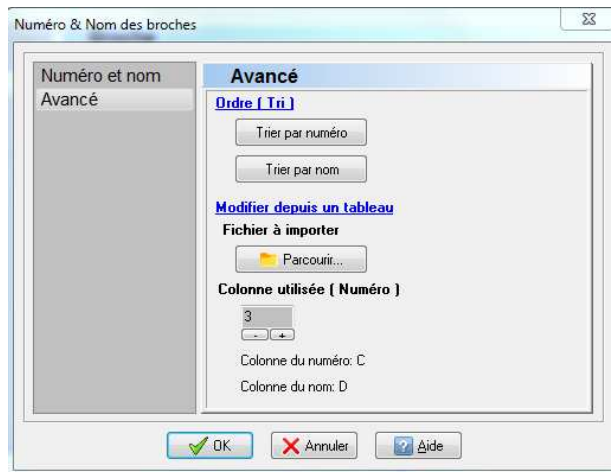 Numéro & Nom des broches
Numéro et nom
Avancé
Avancé
Ordre ( Tri )
Trier par numéro
Trier par nom
Modifier depuis un tableau
Fichier à importer
Parcourir...
Colonne utilisée ( Numéro )
3
- +
Colonne du numéro: C
Colonne du nom: D
OK Annuler Aide